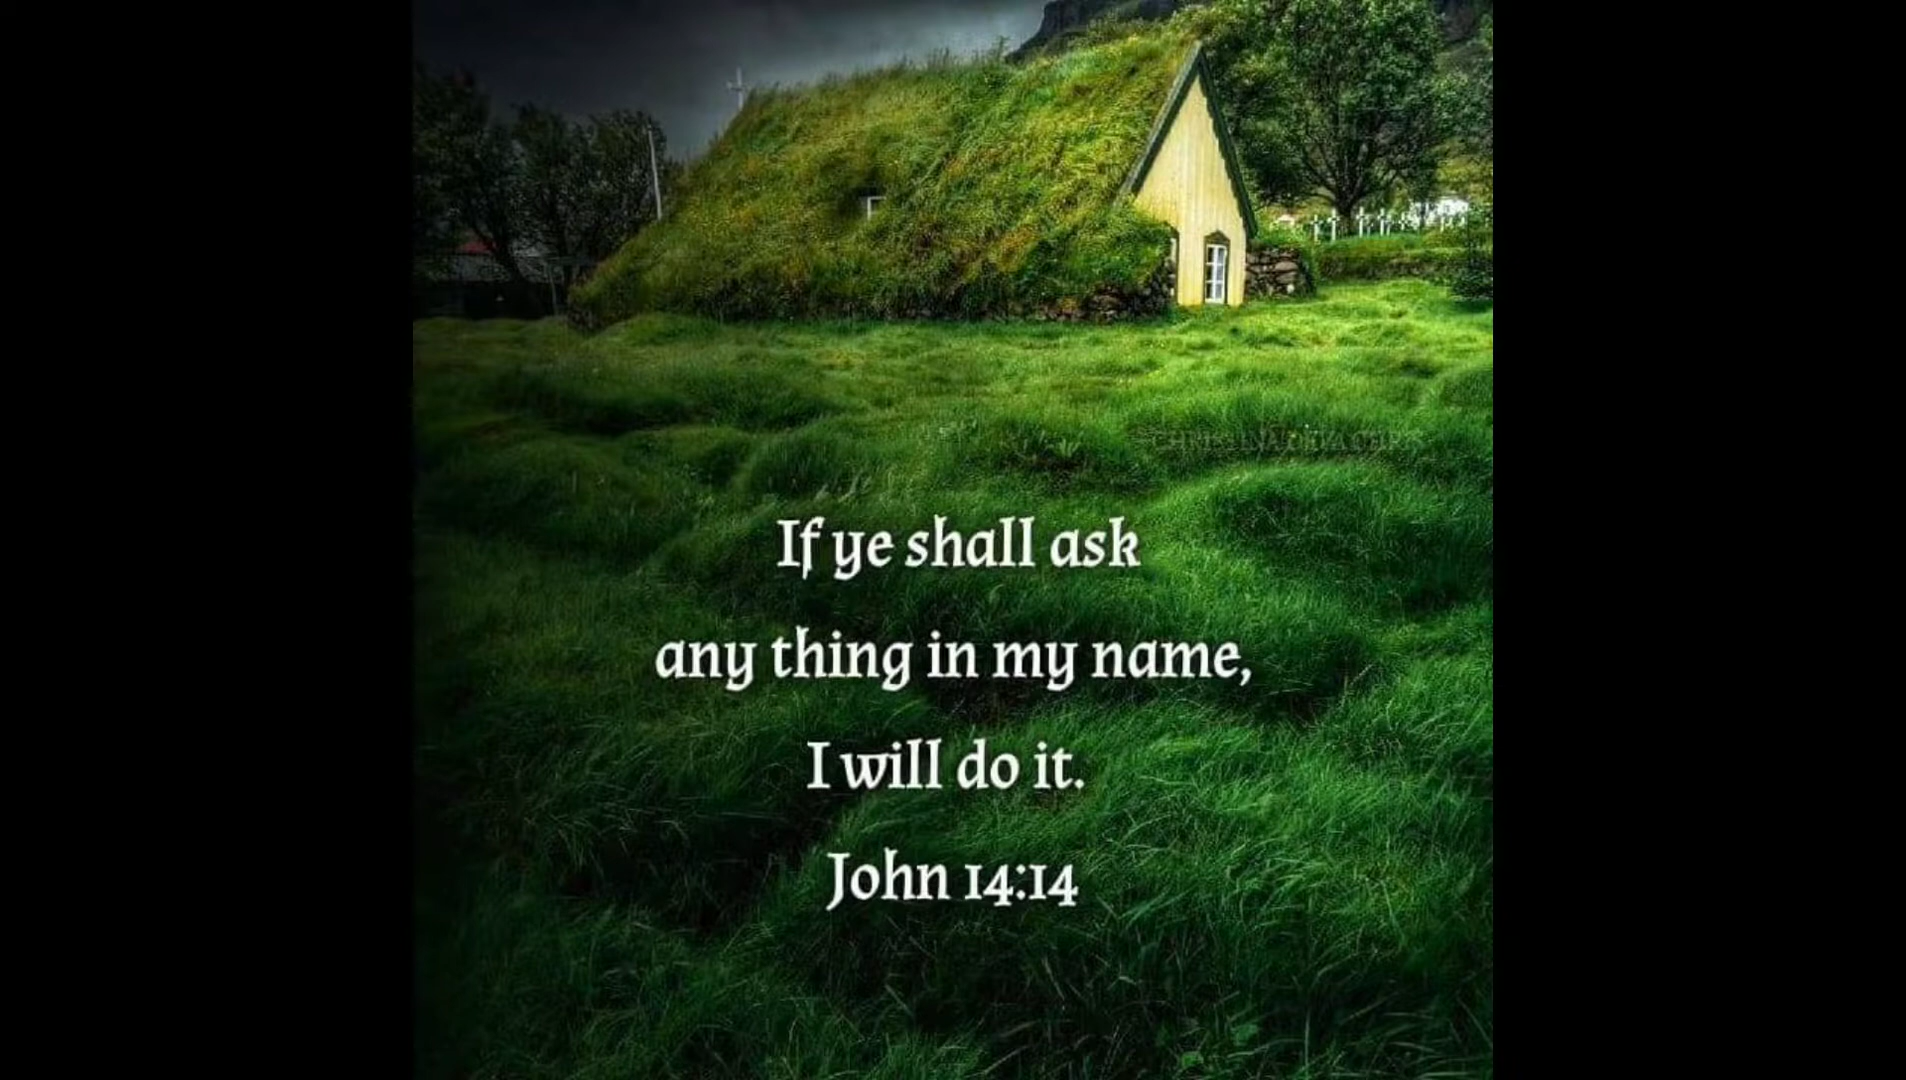 If ye shall ask
any thing in my name,
I will do it.
John 14:14